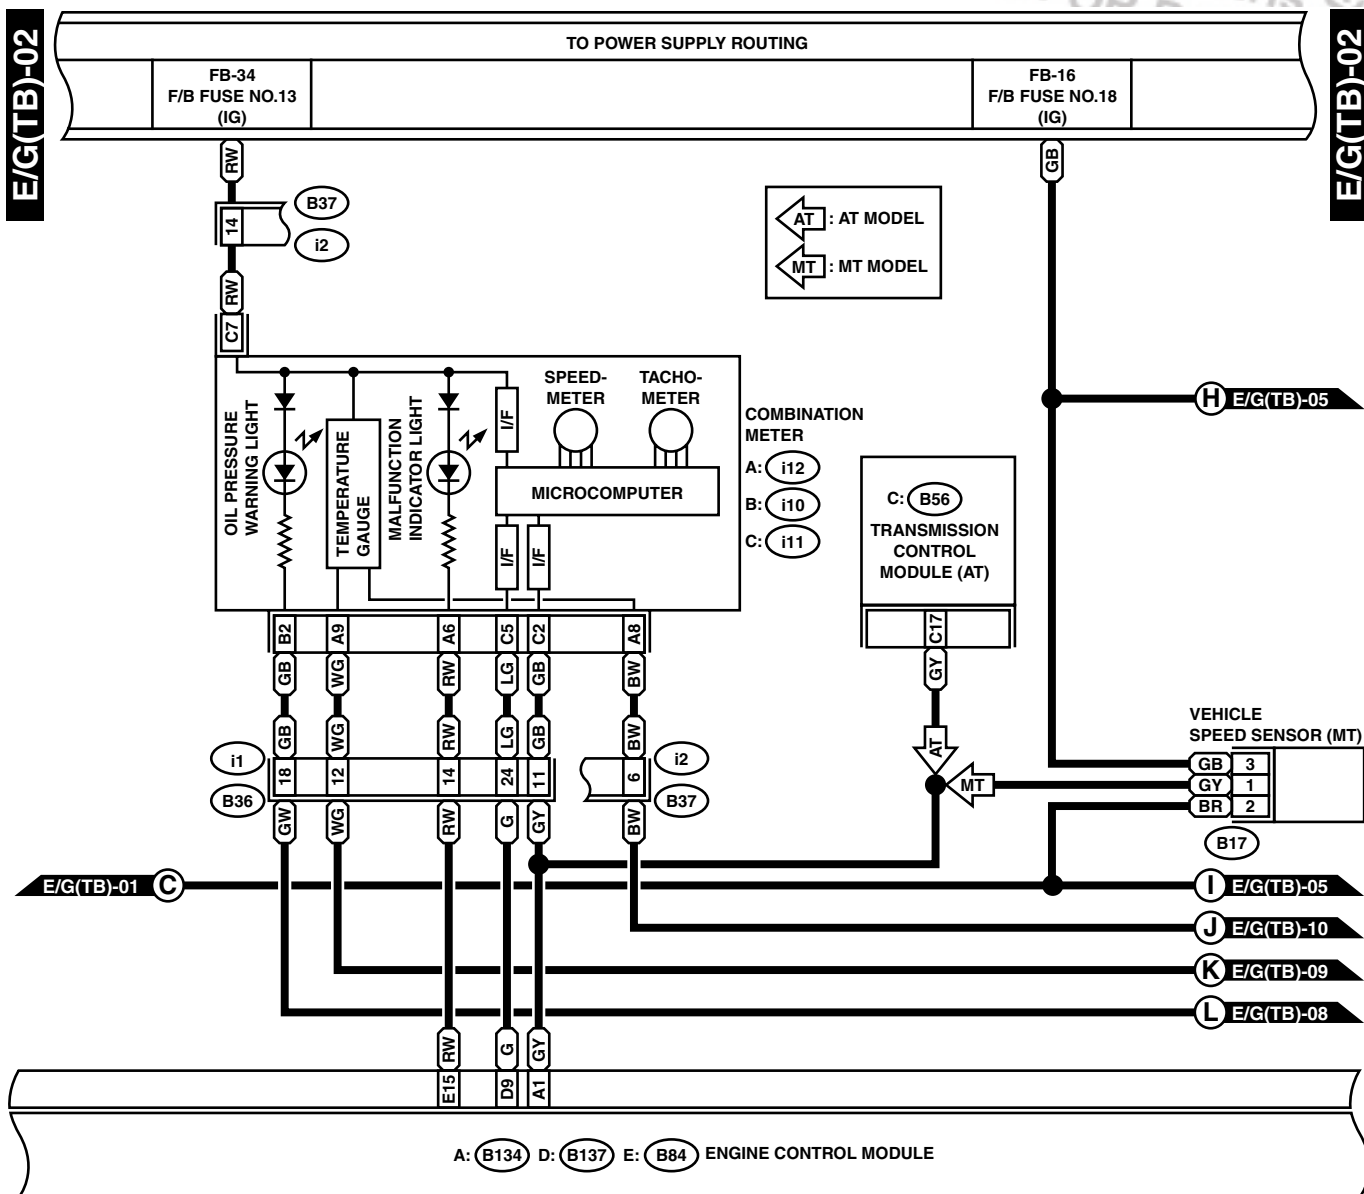 E/G(TB)-02
TO POWER SUPPLY ROUTING
E/G(TB)-02
FB-34
F/B FUSE NO.13
(IG)
FB-16
F/B FUSE NO.18
(IG)
RW
GB
14
B37
i2
AT : AT MODEL
MT : MT MODEL
RW
C7
H E/G(TB)-05
OIL PRESSURE
WARNING LIGHT
TEMPERATURE
GAUGE
MALFUNCTION
INDICATOR LIGHT
I/F
SPEED-
METER
TACHO-
METER
MICROCOMPUTER
I/F
I/F
COMBINATION
METER
A: i12
B: i10
C: i11
C: B56
TRANSMISSION
CONTROL
MODULE (AT)
B2
A9
A6
C5
C2
A8
C17
GB
WG
RW
LG
GB
BW
GY
GB
WG
RW
LG
GB
BW
AT
MT
VEHICLE
SPEED SENSOR (MT)
GB 3
GY 1
BR 2
B17
i1
B36
18
12
14
24
11
6
i2
B37
GW
WG
RW
G
GY
BW
E/G(TB)-01 C
I E/G(TB)-05
J E/G(TB)-10
K E/G(TB)-09
L E/G(TB)-08
RW
G
GY
E15
D9
A1
A: B134 D: B137 E: B84 ENGINE CONTROL MODULE